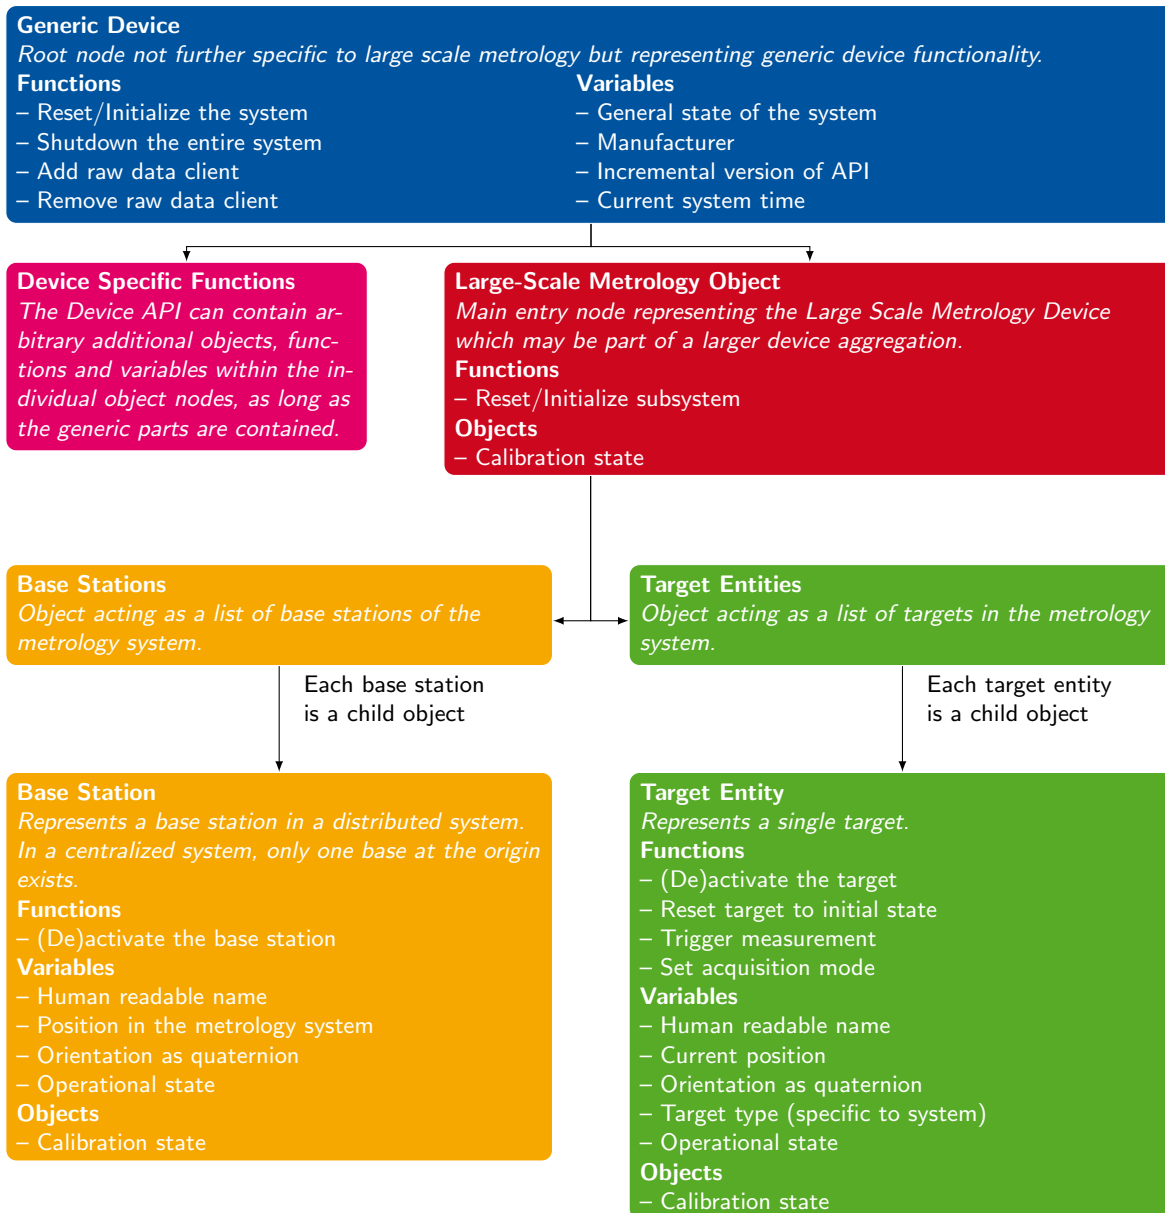 Generic Device
Root node not further specific to large scale metrology but representing generic device functionality.
Functions
– Reset/Initialize the system
– Shutdown the entire system
– Add raw data client
– Remove raw data client
Variables
– General state of the system
– Manufacturer
– Incremental version of API
– Current system time
Device Specific Functions
The Device API can contain ar-
bitrary additional objects, func-
tions and variables within the in-
dividual object nodes, as long as
the generic parts are contained.
Large-Scale Metrology Object
Main entry node representing the Large Scale Metrology Device
which may be part of a larger device aggregation.
Functions
– Reset/Initialize subsystem
Objects
– Calibration state
Base Stations
Object acting as a list of base stations of the
metrology system.
Target Entities
Object acting as a list of targets in the metrology
system.
Each base station
is a child object
Each target entity
is a child object
Base Station
Represents a base station in a distributed system.
In a centralized system, only one base at the origin
exists.
Functions
– (De)activate the base station
Variables
– Human readable name
– Position in the metrology system
– Orientation as quaternion
– Operational state
Objects
– Calibration state
Target Entity
Represents a single target.
Functions
– (De)activate the target
– Reset target to initial state
– Trigger measurement
– Set acquisition mode
Variables
– Human readable name
– Current position
– Orientation as quaternion
– Target type (specific to system)
– Operational state
Objects
– Calibration state